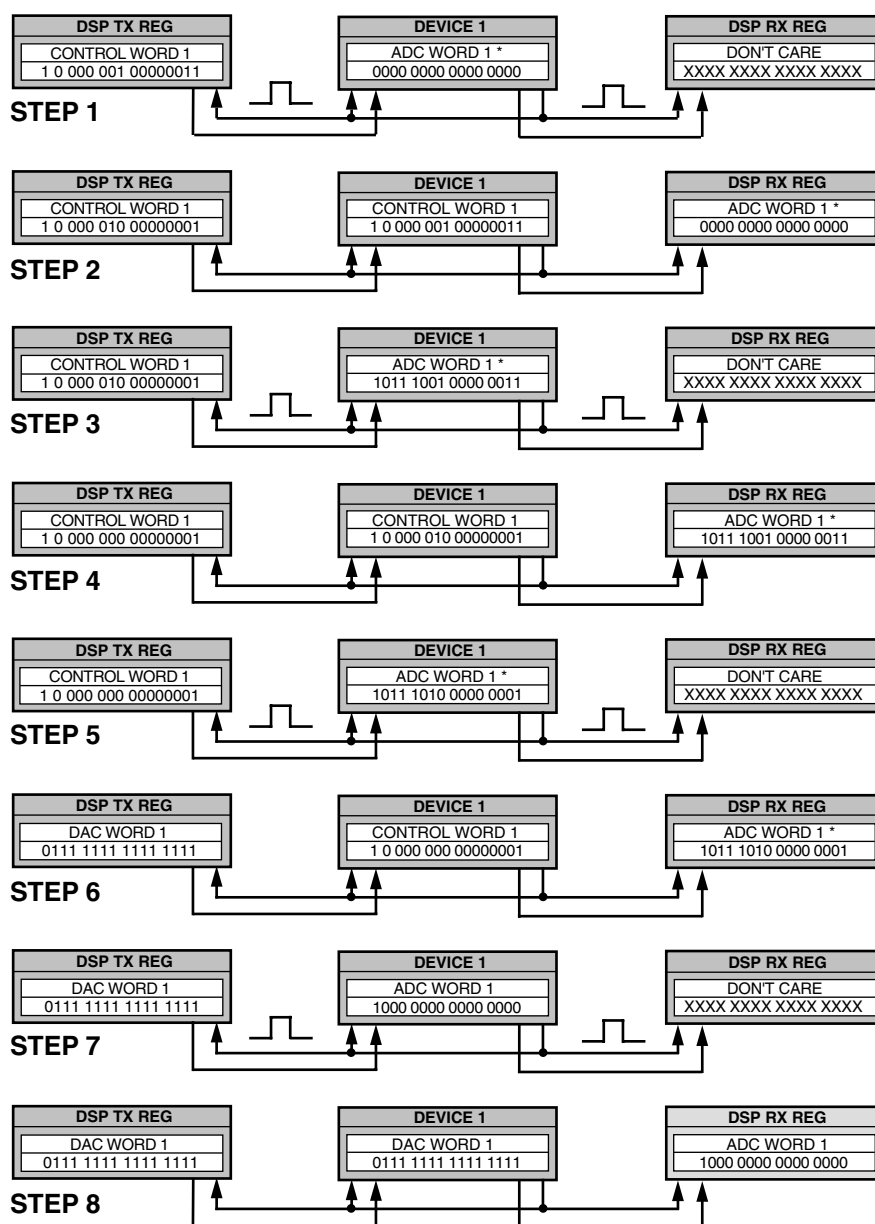 DSP TX REG
CONTROL WORD 1
1 0 000 001 00000011
DEVICE 1
ADC WORD 1 *
0000 0000 0000 0000
DSP RX REG
DON'T CARE
XXXX XXXX XXXX XXXX
STEP 1
DSP TX REG
CONTROL WORD 1
1 0 000 010 00000001
DEVICE 1
CONTROL WORD 1
1 0 000 001 00000011
DSP RX REG
ADC WORD 1 *
0000 0000 0000 0000
STEP 2
DSP TX REG
CONTROL WORD 1
1 0 000 010 00000001
DEVICE 1
ADC WORD 1 *
1011 1001 0000 0011
DSP RX REG
DON'T CARE
XXXX XXXX XXXX XXXX
STEP 3
DSP TX REG
CONTROL WORD 1
1 0 000 000 00000001
DEVICE 1
CONTROL WORD 1
1 0 000 010 00000001
DSP RX REG
ADC WORD 1 *
1011 1001 0000 0011
STEP 4
DSP TX REG
CONTROL WORD 1
1 0 000 000 00000001
DEVICE 1
ADC WORD 1 *
1011 1010 0000 0001
DSP RX REG
DON'T CARE
XXXX XXXX XXXX XXXX
STEP 5
DSP TX REG
DAC WORD 1
0111 1111 1111 1111
DEVICE 1
CONTROL WORD 1
1 0 000 000 00000001
DSP RX REG
ADC WORD 1 *
1011 1010 0000 0001
STEP 6
DSP TX REG
DAC WORD 1
0111 1111 1111 1111
DEVICE 1
ADC WORD 1
1000 0000 0000 0000
DSP RX REG
DON'T CARE
XXXX XXXX XXXX XXXX
STEP 7
DSP TX REG
DAC WORD 1
0111 1111 1111 1111
DEVICE 1
DAC WORD 1
0111 1111 1111 1111
DSP RX REG
ADC WORD 1
1000 0000 0000 0000
STEP 8